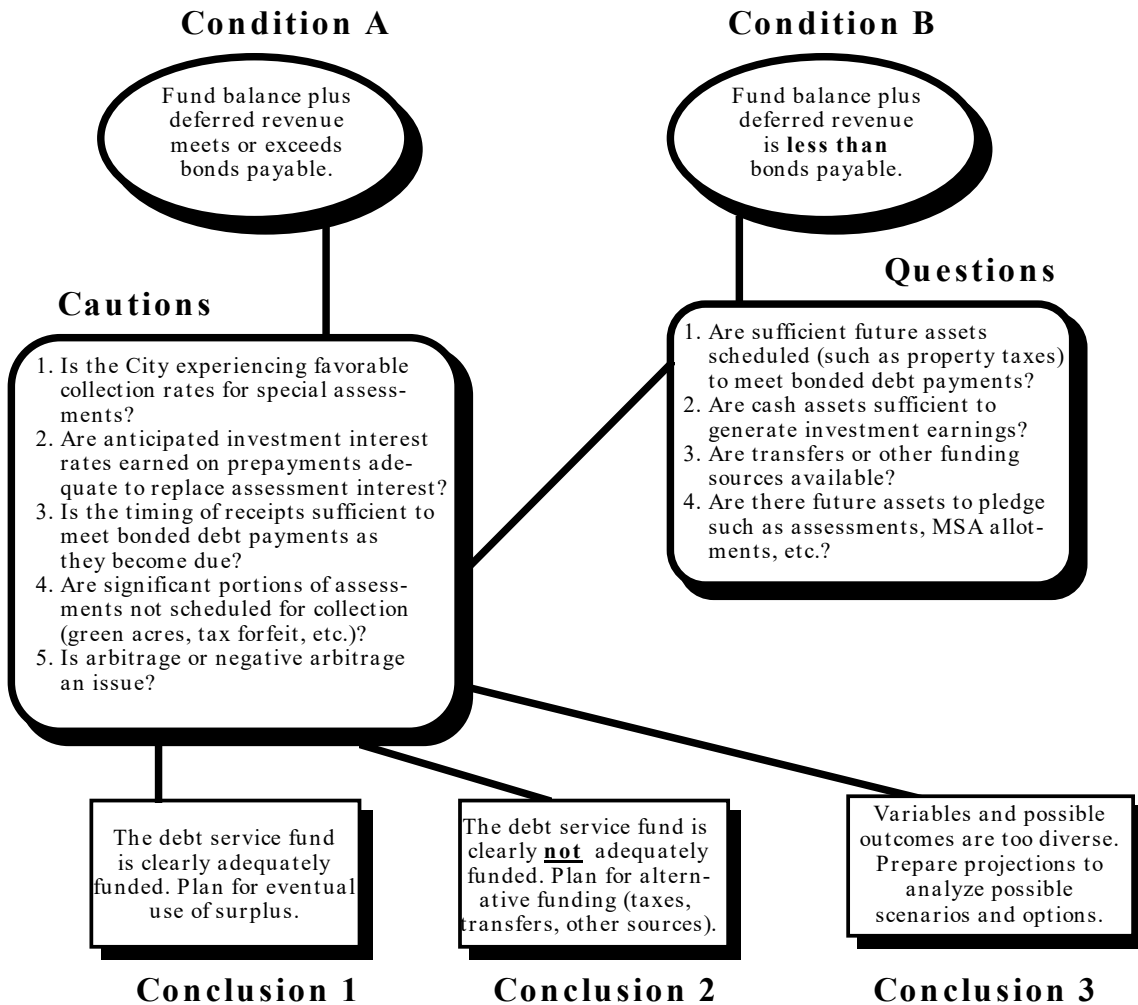 Condition A
Fund balance plus
deferred revenue
meets or exceeds
bonds payable.
Condition B
Fund balance plus
deferred revenue
is less than
bonds payable.
Cautions
1. Is the City experiencing favorable
collection rates for special assess-
ments?
2. Are anticipated investment interest
rates earned on prepayments ade-
quate to replace assessment interest?
3. Is the timing of receipts sufficient to
meet bonded debt payments as
they become due?
4. Are significant portions of assess-
ments not scheduled for collection
(green acres, tax forfeit, etc.)?
5. Is arbitrage or negative arbitrage
an issue?
Questions
1. Are sufficient future assets
scheduled (such as property taxes)
to meet bonded debt payments?
2. Are cash assets sufficient to
generate investment earnings?
3. Are transfers or other funding
sources available?
4. Are there future assets to pledge
such as assessments, MSA allot-
ments, etc.?
The debt service fund
is clearly adequately
funded. Plan for eventual
use of surplus.
Conclusion 1
The debt service fund is
clearly not adequately
funded. Plan for altern-
ative funding (taxes,
transfers, other sources).
Conclusion 2
Variables and possible
outcomes are too diverse.
Prepare projections to
analyze possible
scenarios and options.
Conclusion 3